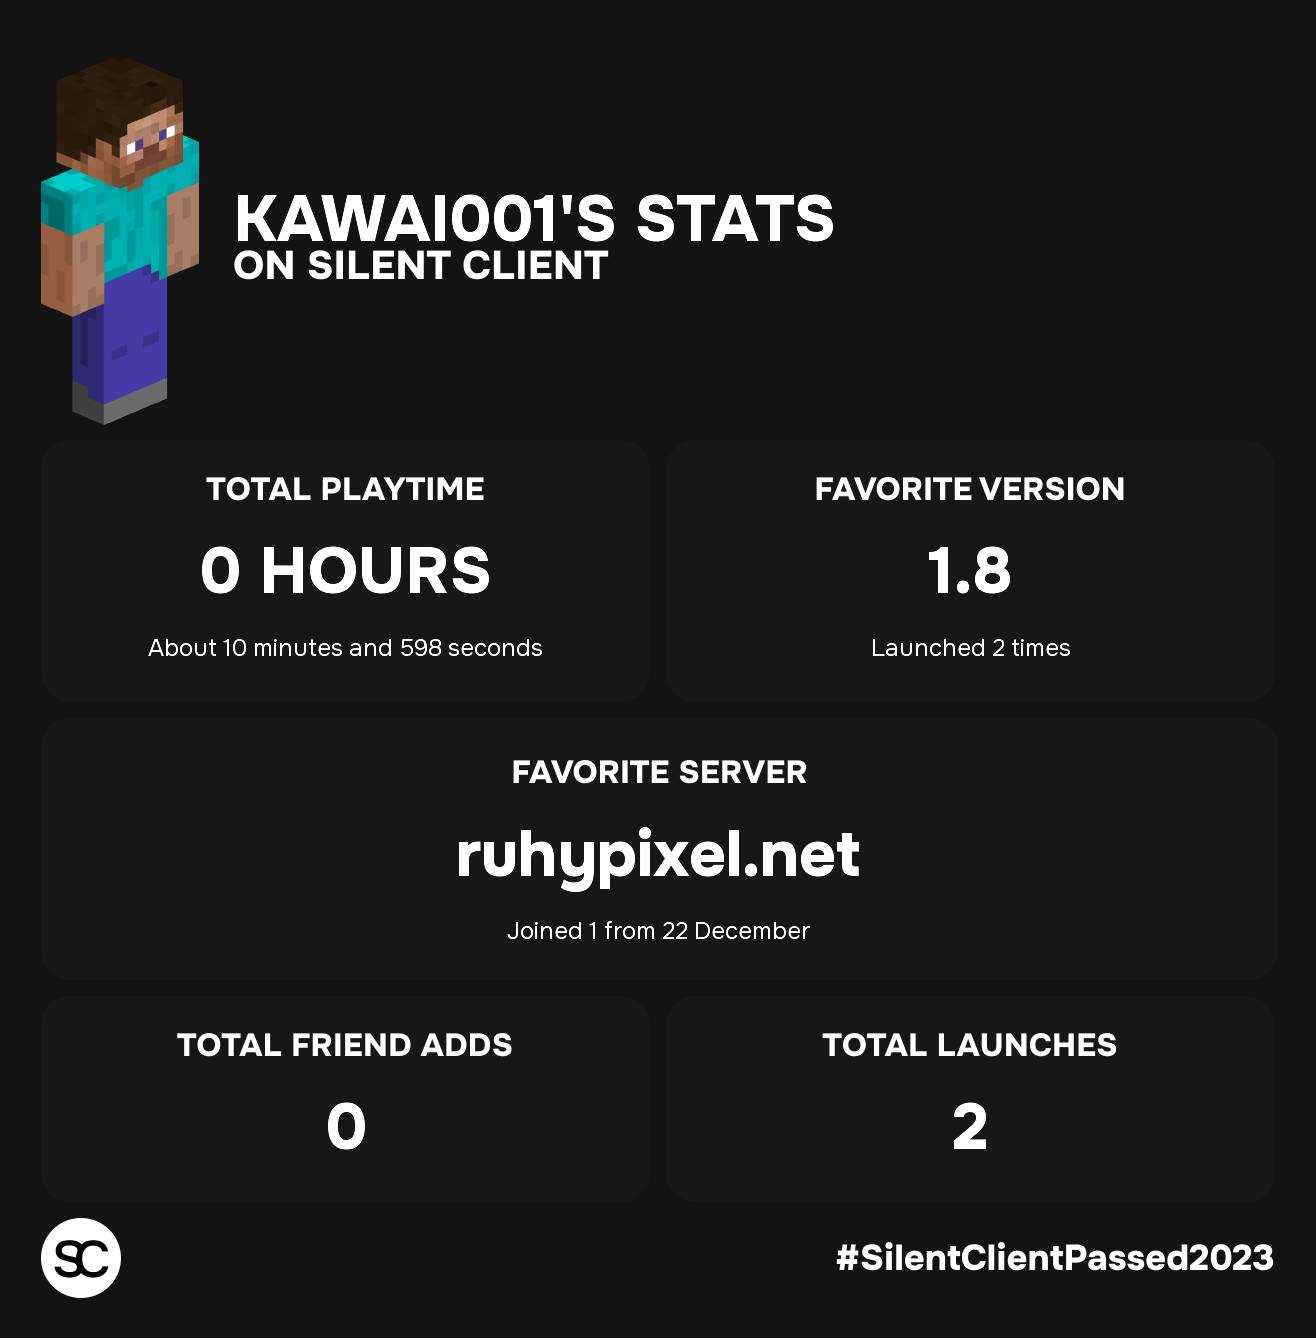 KAWAI001'S STATS
ON SILENT CLIENT
TOTAL PLAYTIME
0 HOURS
About 10 minutes and 598 seconds
FAVORITE VERSION
1.8
Launched 2 times
FAVORITE SERVER
ruhypixel.net
Joined 1 from 22 December
TOTAL FRIEND ADDS
0
TOTAL LAUNCHES
2
SC
#SilentClientPassed2023